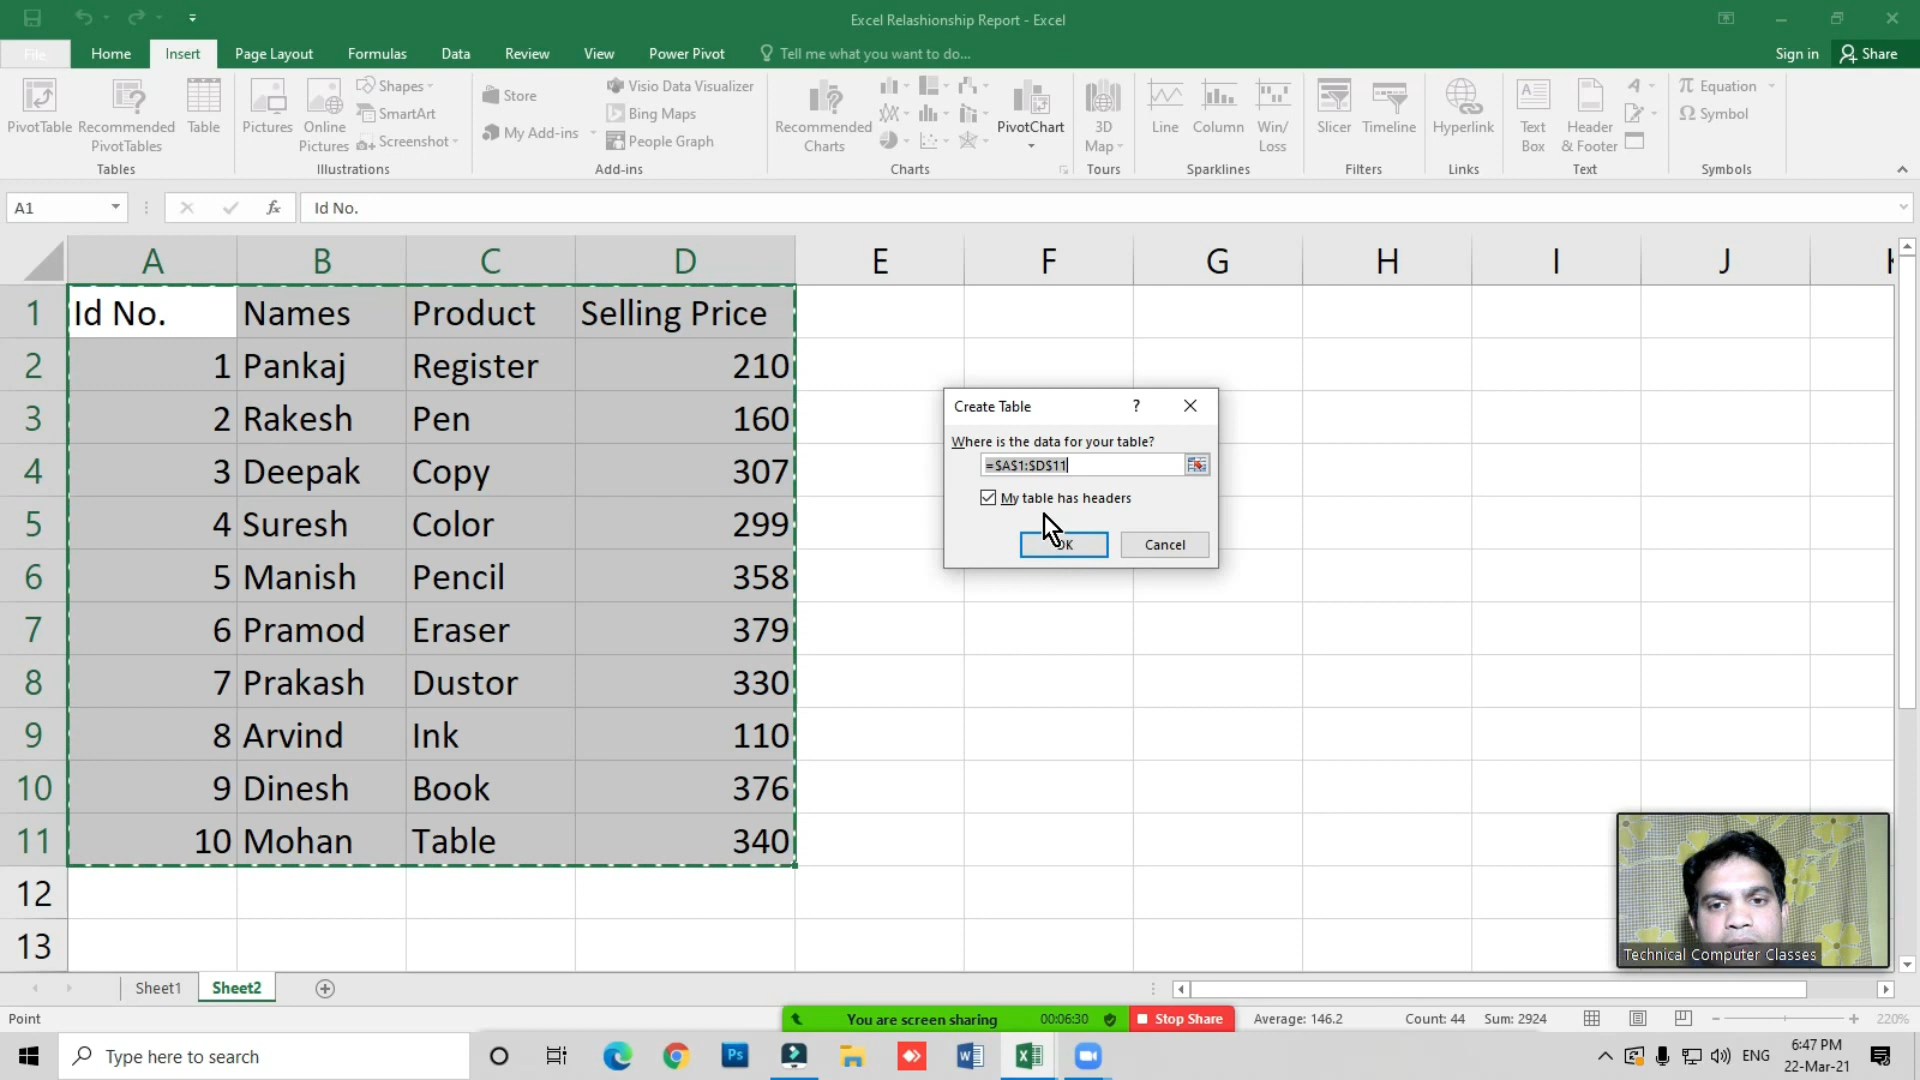 Excel Relashionship Report - Excel
File
Home
Insert
Page Layout
Formulas
Data
Review
View
Power Pivot
Tell me what you want to do...
Sign in
Share
PivotTable
Recommended
PivotTables
Table
Pictures
Online
Pictures
Shapes
SmartArt
Screenshot
Store
My Add-ins
Visio Data Visualizer
Bing Maps
People Graph
Recommended
Charts
PivotChart
3D
Map
Line
Column
Win/
Loss
Slicer
Timeline
Hyperlink
Text
Box
Header
& Footer
Equation
Symbol
Tables
Illustrations
Add-ins
Charts
Tours
Sparklines
Filters
Links
Text
Symbols
A1
fx
Id No.
A B C D E F G H I J
1 Id No. Names Product Selling Price
2 1 Pankaj Register 210
3 2 Rakesh Pen 160
4 3 Deepak Copy 307
5 4 Suresh Color 299
6 5 Manish Pencil 358
7 6 Pramod Eraser 379
8 7 Prakash Dustor 330
9 8 Arvind Ink 110
10 9 Dinesh Book 376
11 10 Mohan Table 340
12
13
Create Table
?
Where is the data for your table?
=$A$1:$D$11
My table has headers
OK
Cancel
Technical Computer Classes
Sheet1
Sheet2
Point
You are screen sharing
00:06:30
Stop Share
Average: 146.2
Count: 44
Sum: 2924
220%
Type here to search
Ps
ENG
6:47 PM
22-Mar-21